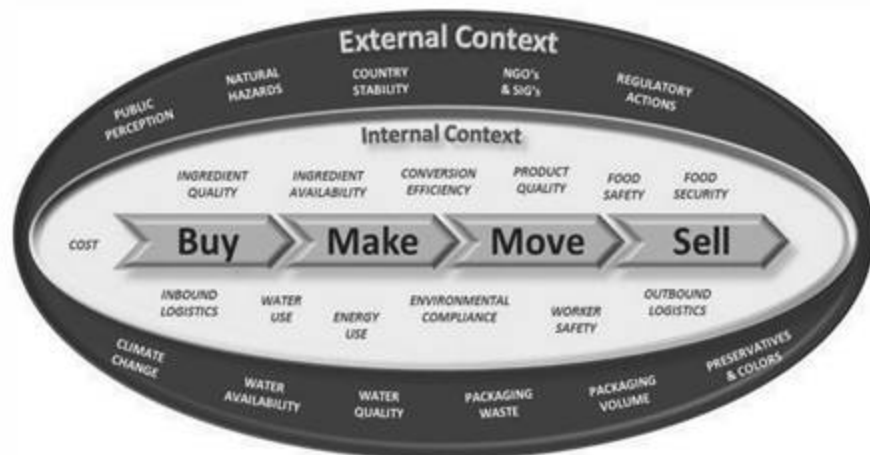 External Context
PUBLIC
PERCEPTION
NATURAL
HAZARDS
COUNTRY
STABILITY
NGO's
& SIG's
REGULATORY
ACTIONS
Internal Context
INGREDIENT
QUALITY
INGREDIENT
AVAILABILITY
CONVERSION
EFFICIENCY
PRODUCT
QUALITY
FOOD
SAFETY
FOOD
SECURITY
COST
Buy
Make
Move
Sell
INBOUND
LOGISTICS
WATER
USE
ENERGY
USE
ENVIRONMENTAL
COMPLIANCE
WORKER
SAFETY
OUTBOUND
LOGISTICS
CLIMATE
CHANGE
WATER
AVAILABILITY
WATER
QUALITY
PACKAGING
WASTE
PACKAGING
VOLUME
PRESERVATIVES
& COLORS